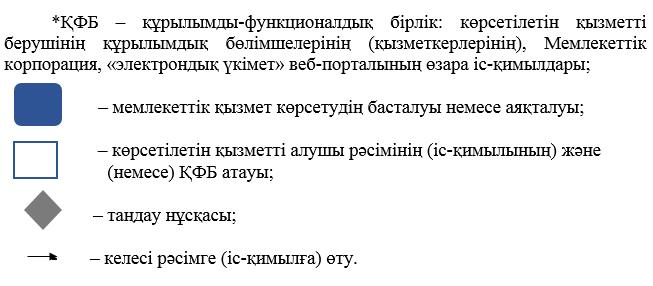 *ҚФБ – құрылымды-функционалдық бірлік: көрсетілетін қызметті
берушінің құрылымдық бөлімшелерінің (қызметкерлерінің), Мемлекеттік
корпорация, «электрондық үкімет» веб-порталының өзара іс-қимылдары;
– мемлекеттік қызмет көрсетудің басталуы немесе аяқталуы;
– көрсетілетін қызметті алушы рәсімінің (іс-қимылының) және
(немесе) ҚФБ атауы;
– таңдау нұсқасы;
– келесі рәсімге (іс-қимылға) өту.